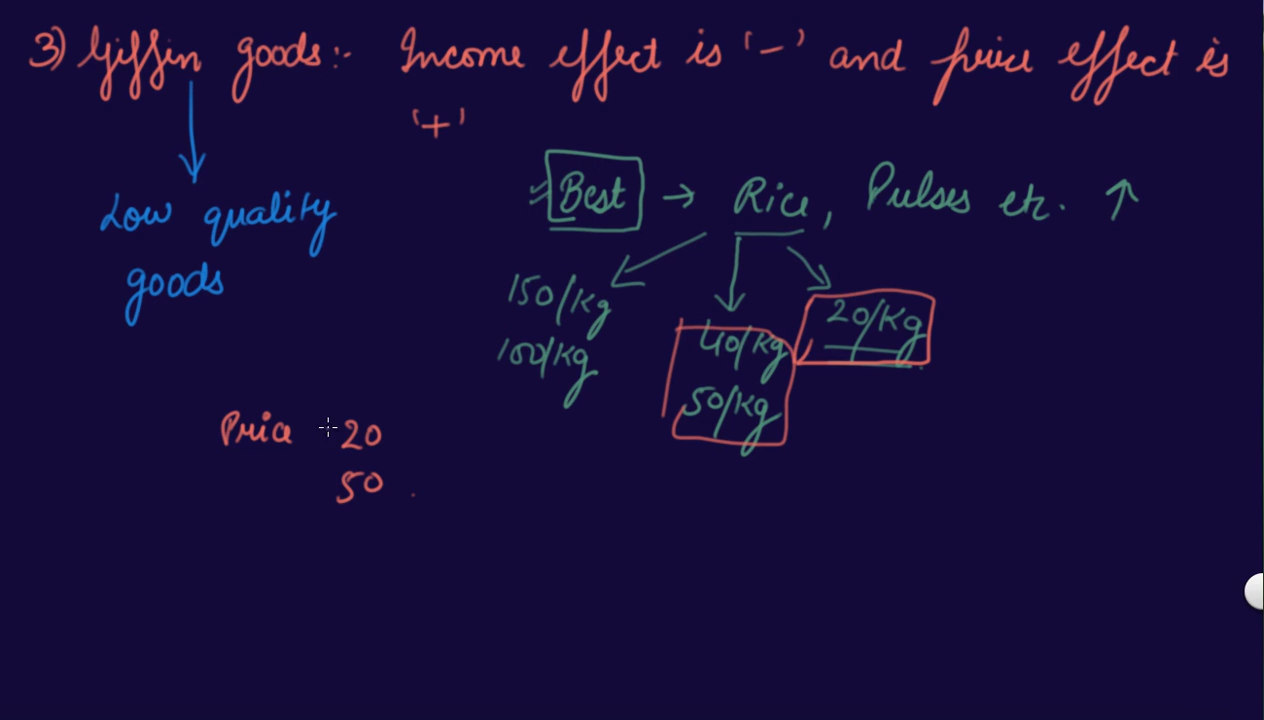 3) Giffin goods:- Income effect is '-' and price effect is
'+'
Low quality
goods
Best → Rice, Pulses etc. ↑
150/Kg
100/Kg
40/Kg
50/Kg
20/Kg
Price 20
50